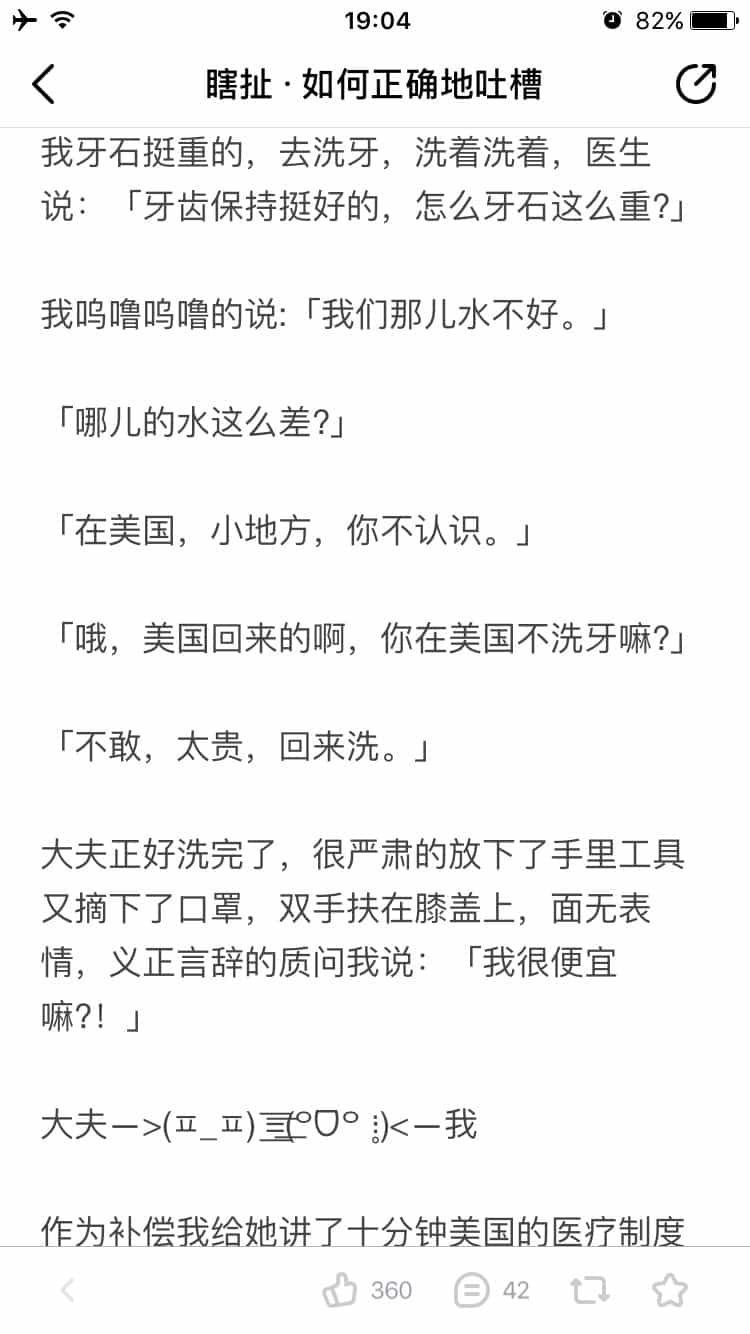 19:04
82%
瞎扯 · 如何正确地吐槽
我牙石挺重的，去洗牙，洗着洗着，医生
说：「牙齿保持挺好的，怎么牙石这么重?」
我呜噜呜噜的说:「我们那儿水不好。」
「哪儿的水这么差?」
「在美国，小地方，你不认识。」
「哦，美国回来的啊，你在美国不洗牙嘛?」
「不敢，太贵，回来洗。」
大夫正好洗完了，很严肃的放下了手里工具
又摘下了口罩，双手扶在膝盖上，面无表
情，义正言辞的质问我说：「我很便宜
嘛?！」
大夫—>(ㅍ_ㅍ)三(ºᗜº ;)<—我
作为补偿我给她讲了十分钟美国的医疗制度
360
42